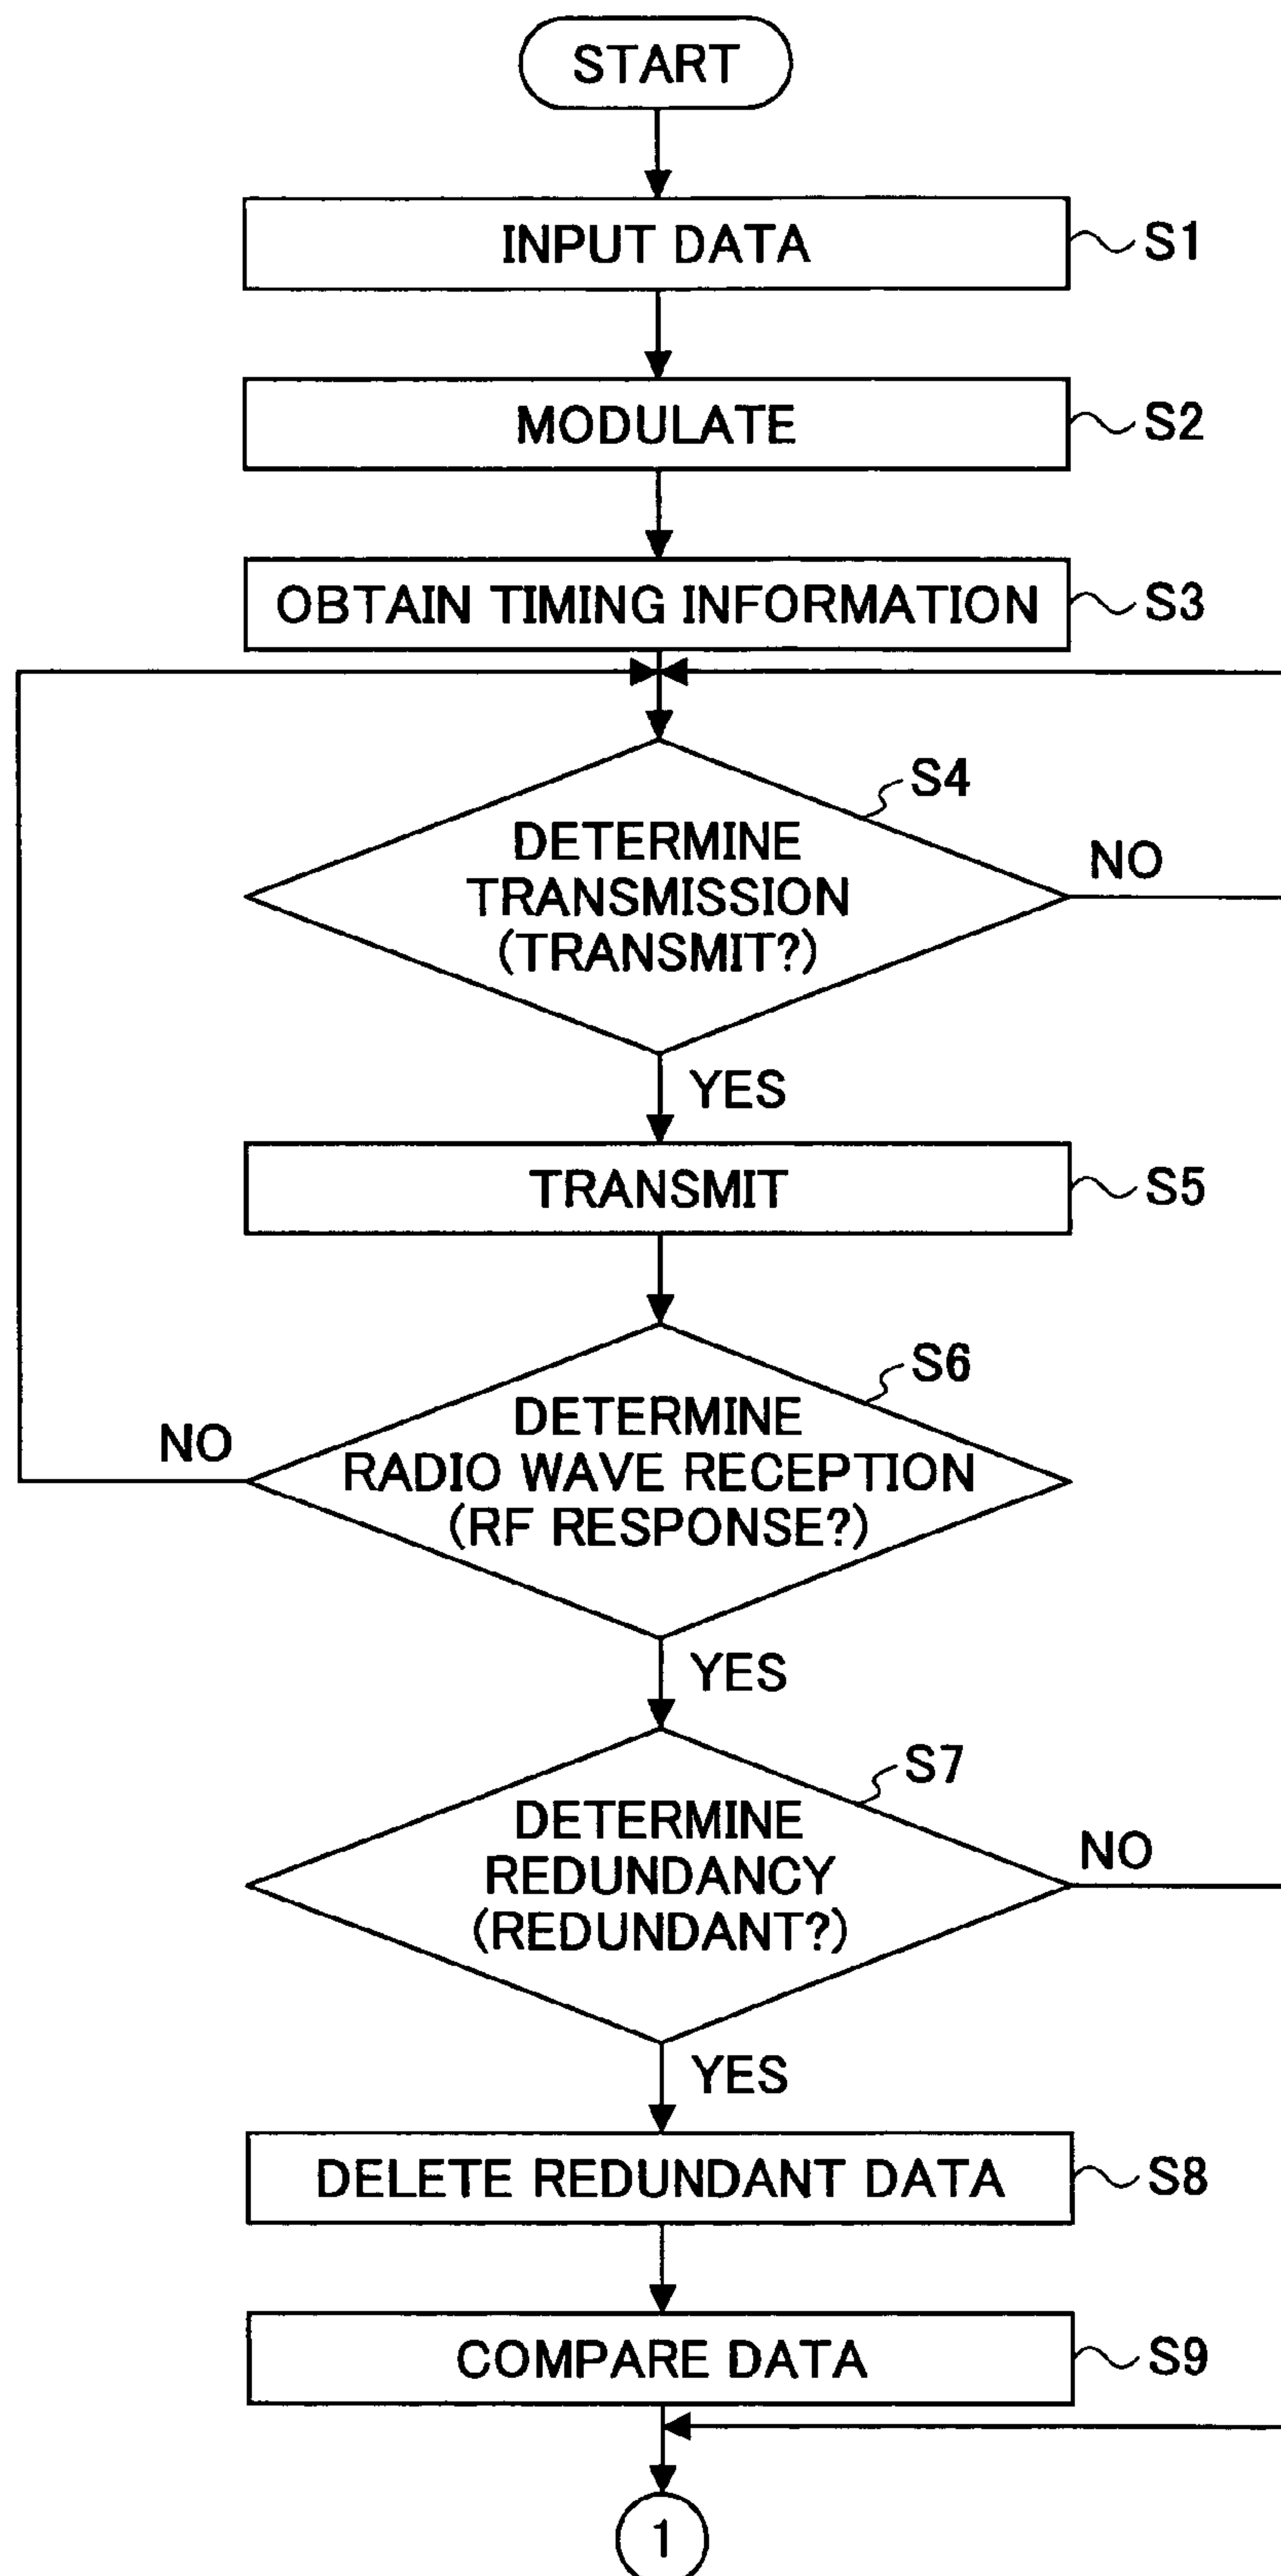 START
INPUT DATA
S1
MODULATE
S2
OBTAIN TIMING INFORMATION
S3
S4
DETERMINE
TRANSMISSION
(TRANSMIT?)
NO
YES
TRANSMIT
S5
S6
DETERMINE
RADIO WAVE RECEPTION
(RF RESPONSE?)
NO
YES
S7
DETERMINE
REDUNDANCY
(REDUNDANT?)
NO
YES
DELETE REDUNDANT DATA
S8
COMPARE DATA
S9
1